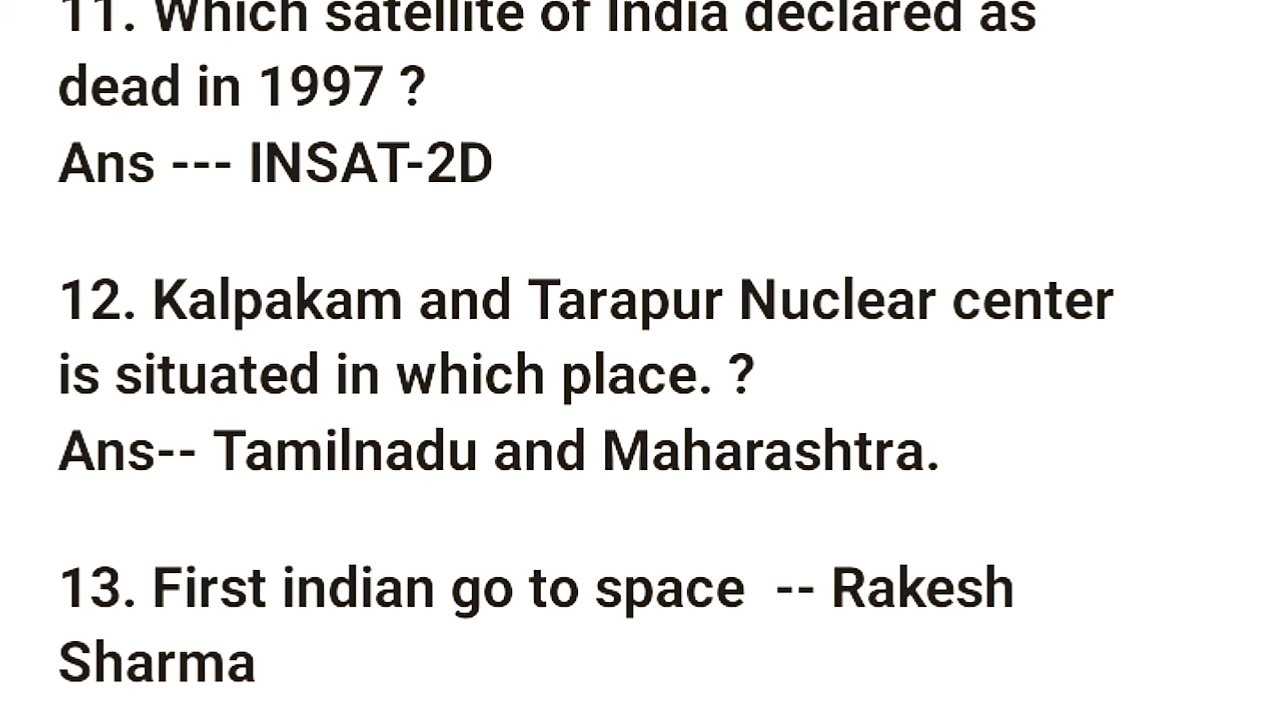 11. Which satellite of India declared as
dead in 1997 ?
Ans --- INSAT-2D
12. Kalpakam and Tarapur Nuclear center
is situated in which place. ?
Ans-- Tamilnadu and Maharashtra.
13. First indian go to space  -- Rakesh
Sharma